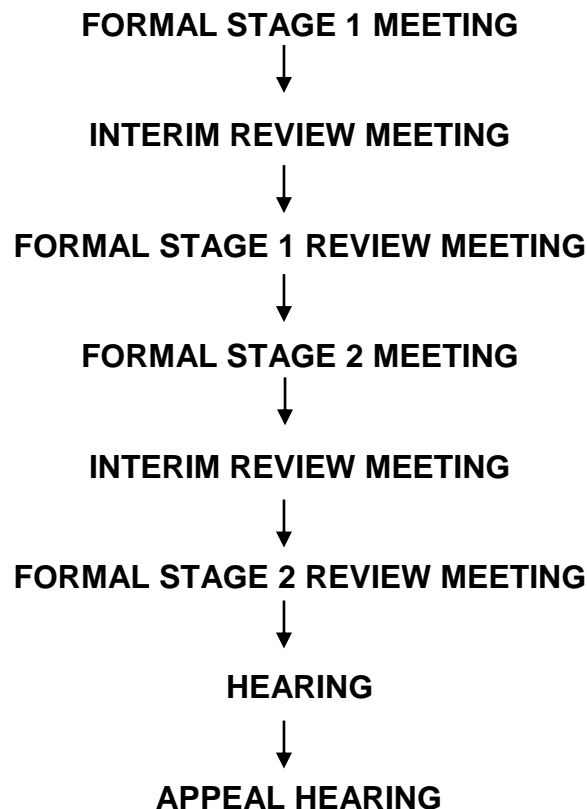 FORMAL STAGE 1 MEETING
INTERIM REVIEW MEETING
FORMAL STAGE 1 REVIEW MEETING
FORMAL STAGE 2 MEETING
INTERIM REVIEW MEETING
FORMAL STAGE 2 REVIEW MEETING
HEARING
APPEAL HEARING